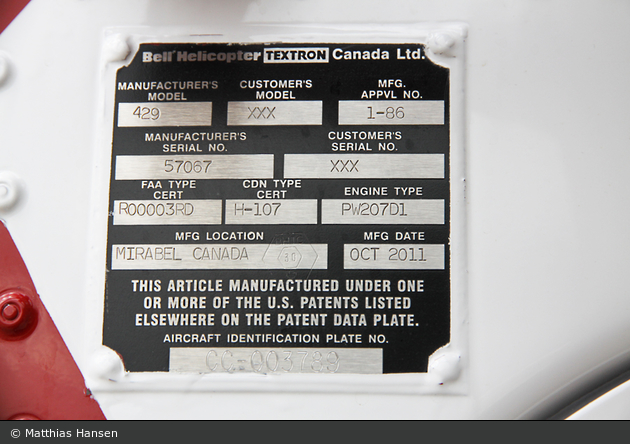 Bell Helicopter TEXTRON Canada Ltd.
MANUFACTURER'S MODEL CUSTOMER'S MODEL MFG. APPVL NO.
429 XXX 1-86
MANUFACTURER'S SERIAL NO. CUSTOMER'S SERIAL NO.
57067 XXX
FAA TYPE CERT CDN TYPE CERT ENGINE TYPE
R00003RD H-107 PW207D1
MFG LOCATION MFG DATE
MIRABEL CANADA OCT 2011
THIS ARTICLE MANUFACTURED UNDER ONE
OR MORE OF THE U.S. PATENTS LISTED
ELSEWHERE ON THE PATENT DATA PLATE.
AIRCRAFT IDENTIFICATION PLATE NO.
© Matthias Hansen